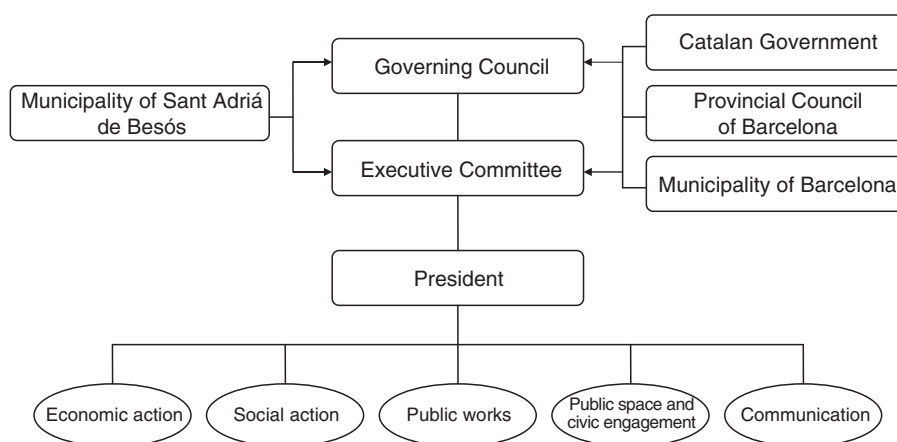 Catalan Government
Governing Council
Municipality of Sant Adriá
de Besós
Provincial Council
of Barcelona
Executive Committee
Municipality of Barcelona
President
Economic action
Social action
Public works
Public space and
civic engagement
Communication